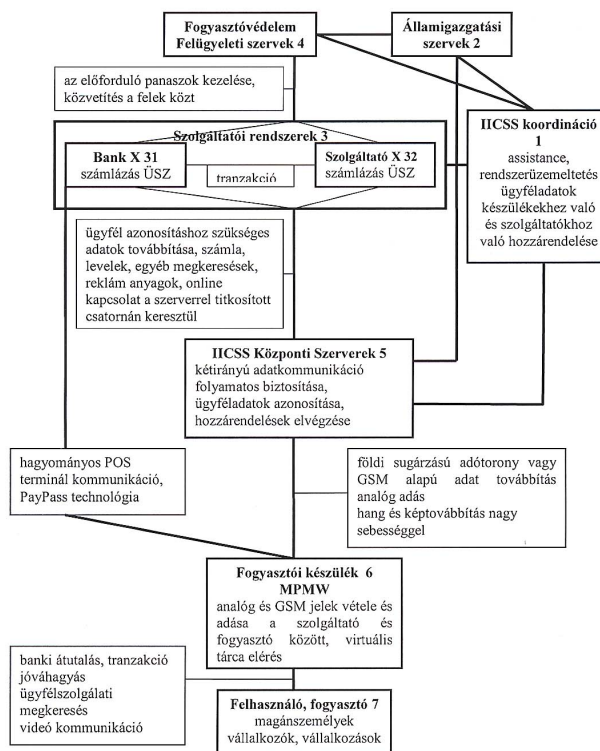 Fogyasztóvédelem
Felügyeleti szervek 4
Államigazgatási
szervek 2
az előforduló panaszok kezelése,
közvetítés a felek közt
Szolgáltatói rendszerek 3
Bank X 31
számlázás ÜSZ
tranzakció
Szolgáltató X 32
számlázás ÜSZ
IICSS koordináció
1
assistance,
rendszerüzemeltetés
ügyféladatok
készülékekhez való
és szolgáltatókhoz
való hozzárendelése
ügyfél azonosításhoz szükséges
adatok továbbítása, számla,
levelek, egyéb megkeresések,
reklám anyagok, online
kapcsolat a szerverrel titkosított
csatornán keresztül
IICSS Központi Szerverek 5
kétirányú adatkommunikáció
folyamatos biztosítása,
ügyféladatok azonosítása,
hozzárendelések elvégzése
hagyományos POS
terminál kommunikáció,
PayPass technológia
földi sugárzású adótorony vagy
GSM alapú adat továbbítás
analóg adás
hang és képtovábbítás nagy
sebességgel
Fogyasztói készülék 6
MPMW
analóg és GSM jelek vétele és
adása a szolgáltató és
fogyasztó között, virtuális
tárca elérés
banki átutalás, tranzakció
jóváhagyás
ügyfélszolgálati
megkeresés
videó kommunikáció
Felhasználó, fogyasztó 7
magánszemélyek
vállalkozók, vállalkozások